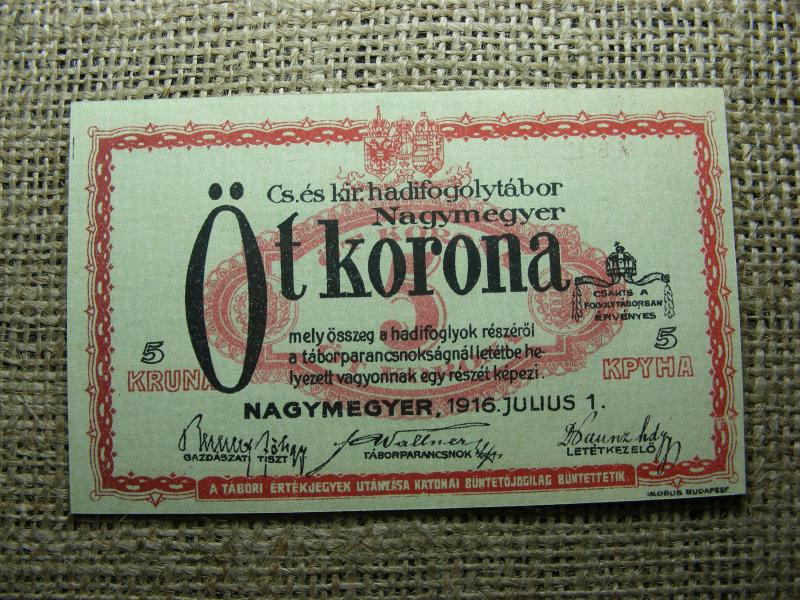 Cs. és kir. hadifogolytábor
Nagymegyer
Öt korona
CSAKIS A
FOGOLYTÁBORBAN
ÉRVÉNYES
mely összeg a hadifoglyok részéről
a táborparancsnokságnál letétbe he-
lyezett vagyonnak egy részét képezi.
5
KRUNA
5
КРУНА
5
NAGYMEGYER, 1916. JULIUS 1.
Wallner
GAZDÁSZATI TISZT
TÁBORPARANCSNOK
LETÉTKEZELŐ
A TÁBORI ÉRTÉKJEGYEK UTÁNZÁSA KATONAI BÜNTETŐJOGILAG BÜNTETTETIK.
GLOBUS BUDAPEST